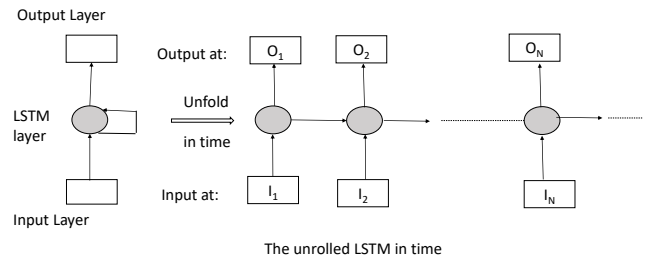 Output Layer
Output at:
O1
O2
ON
LSTM
layer
Unfold
in time
Input at:
I1
I2
IN
Input Layer
The unrolled LSTM in time